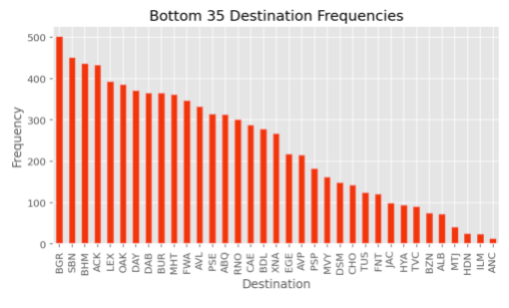 Bottom 35 Destination Frequencies
Frequency
500
400
300
200
100
0
BGR SBN BHM ACK LEX OAK DAY DAB BUR MHT FWA AVL PSE ABQ RNO CAE BDL XNA EGE AVP PSP MVY DSM CHO TUS FNT JAC HYA TVC BZN ALB MTJ HDN ILM ANC
Destination